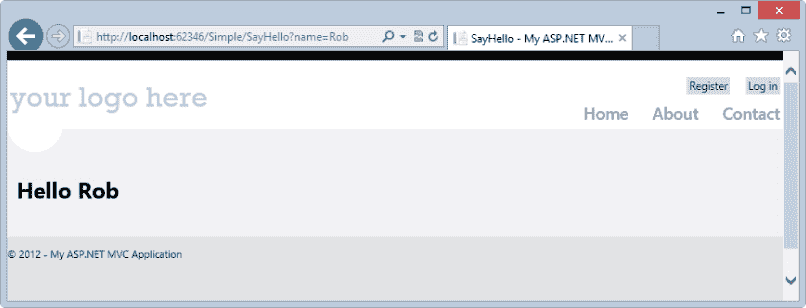 http://localhost:62346/Simple/SayHello?name=Rob
SayHello - My ASP.NET MV...
your logo here
Register
Log in
Home
About
Contact
Hello Rob
© 2012 - My ASP.NET MVC Application